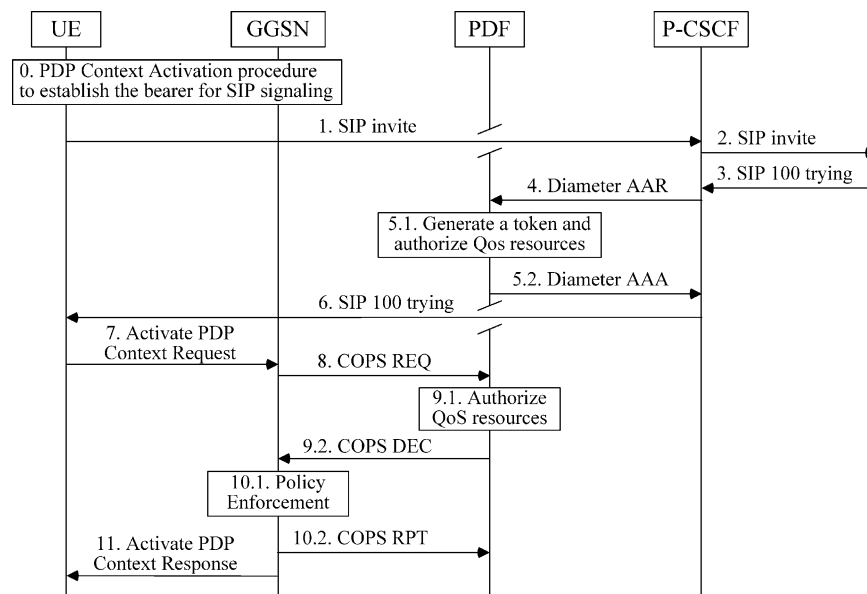 UE
GGSN
PDF
P-CSCF
0. PDP Context Activation procedure
to establish the bearer for SIP signaling
1. SIP invite
2. SIP invite
3. SIP 100 trying
4. Diameter AAR
5.1. Generate a token and
authorize Qos resources
5.2. Diameter AAA
6. SIP 100 trying
7. Activate PDP
Context Request
8. COPS REQ
9.1. Authorize
QoS resources
9.2. COPS DEC
10.1. Policy
Enforcement
10.2. COPS RPT
11. Activate PDP
Context Response